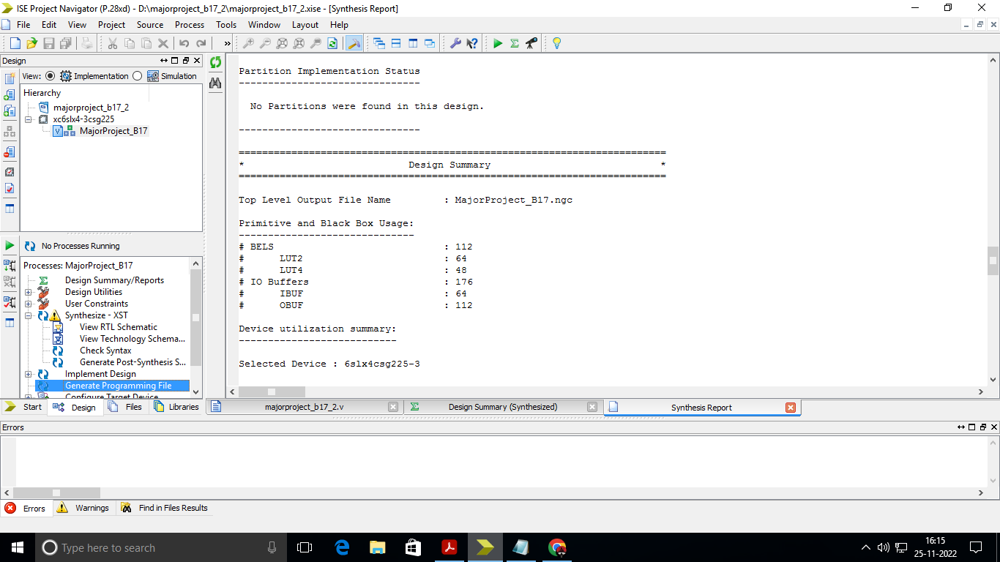 ISE Project Navigator (P.28xd) - D:\majorproject_b17_2\majorproject_b17_2.xise - [Synthesis Report]
File Edit View Project Source Process Tools Window Layout Help
»
Design
View: Implementation Simulation
Hierarchy
majorproject_b17_2
xc6slx4-3csg225
V MajorProject_B17
No Processes Running
Processes: MajorProject_B17
Design Summary/Reports
Design Utilities
User Constraints
Synthesize - XST
View RTL Schematic
View Technology Schema...
Check Syntax
Generate Post-Synthesis S...
Implement Design
Generate Programming File
Configure Target Device
Start Design Files Libraries
Partition Implementation Status
-------------------------------
No Partitions were found in this design.
-------------------------------
=========================================================================
* Design Summary *
=========================================================================
Top Level Output File Name : MajorProject_B17.ngc
Primitive and Black Box Usage:
------------------------------
# BELS : 112
# LUT2 : 64
# LUT4 : 48
# IO Buffers : 176
# IBUF : 64
# OBUF : 112
Device utilization summary:
---------------------------
Selected Device : 6slx4csg225-3
majorproject_b17_2.v Design Summary (Synthesized) Synthesis Report
Errors
Errors Warnings Find in Files Results
Type here to search
16:15
25-11-2022